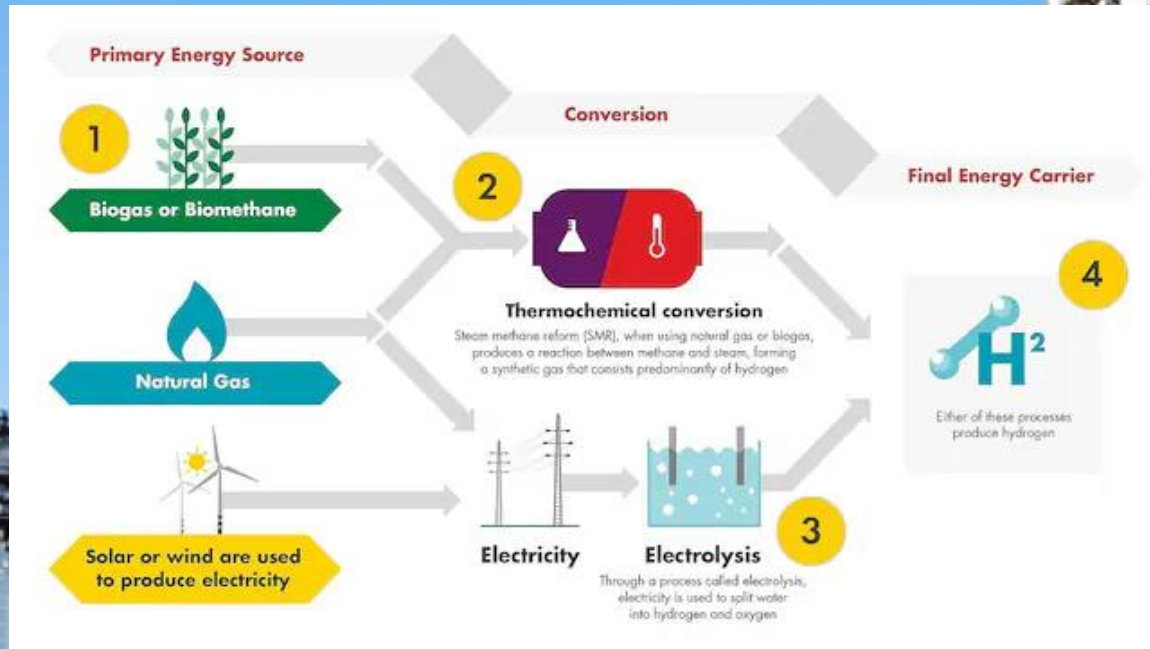 Primary Energy Source
Conversion
Final Energy Carrier
1
Biogas or Biomethane
Natural Gas
Solar or wind are used
to produce electricity
2
Thermochemical conversion
Steam methane reform (SMR), when using natural gas or biogas,
produces a reaction between methane and steam, forming
a synthetic gas that consists predominantly of hydrogen
Electricity
3
Electrolysis
Through a process called electrolysis,
electricity is used to split water
into hydrogen and oxygen
4
H²
Either of these processes
produce hydrogen